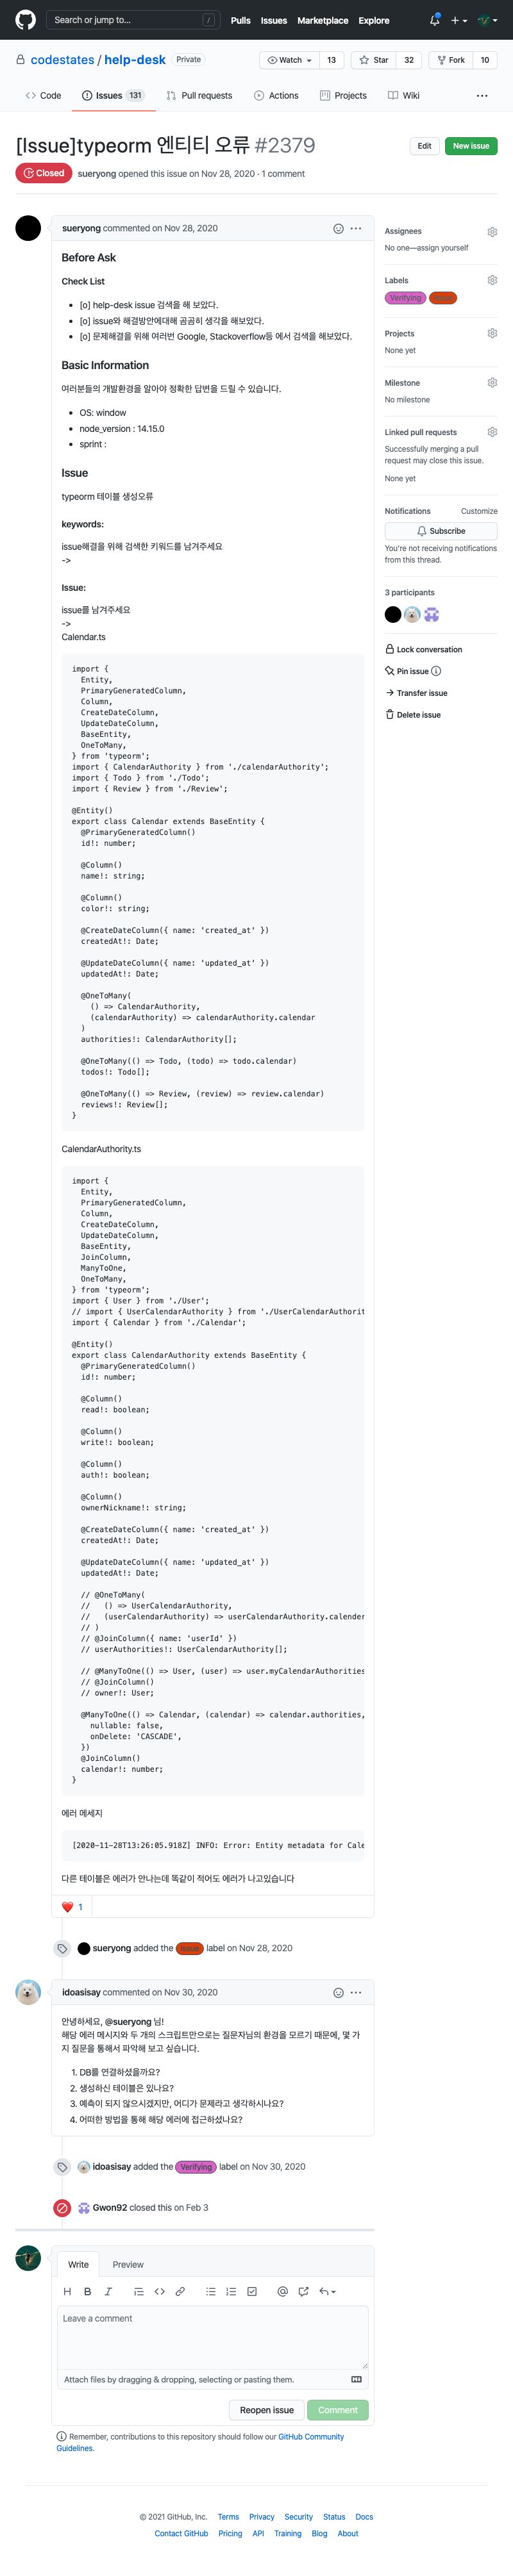 Search or jump to... /
Pulls Issues Marketplace Explore
codestates / help-desk Private
Watch 13 Star 32 Fork 10
Code Issues 131 Pull requests Actions Projects Wiki
[Issue]typeorm 엔티티 오류 #2379
Edit New issue
Closed sueryong opened this issue on Nov 28, 2020 · 1 comment
sueryong commented on Nov 28, 2020
Before Ask
Check List
[o] help-desk issue 검색을 해 보았다.
[o] issue와 해결방안에대해 곰곰히 생각을 해보았다.
[o] 문제해결을 위해 여러번 Google, Stackoverflow등 에서 검색을 해보았다.
Basic Information
여러분들의 개발환경을 알아야 정확한 답변을 드릴 수 있습니다.
OS: window
node_version : 14.15.0
sprint :
Issue
typeorm 테이블 생성오류
keywords:
issue해결을 위해 검색한 키워드를 남겨주세요
->
Issue:
issue를 남겨주세요
->
Calendar.ts
import {
Entity,
PrimaryGeneratedColumn,
Column,
CreateDateColumn,
UpdateDateColumn,
BaseEntity,
OneToMany,
} from 'typeorm';
import { CalendarAuthority } from './calendarAuthority';
import { Todo } from './Todo';
import { Review } from './Review';
@Entity()
export class Calendar extends BaseEntity {
@PrimaryGeneratedColumn()
id!: number;
@Column()
name!: string;
@Column()
color!: string;
@CreateDateColumn({ name: 'created_at' })
createdAt!: Date;
@UpdateDateColumn({ name: 'updated_at' })
updatedAt!: Date;
@OneToMany(
() => CalendarAuthority,
(calendarAuthority) => calendarAuthority.calendar
)
authorities!: CalendarAuthority[];
@OneToMany(() => Todo, (todo) => todo.calendar)
todos!: Todo[];
@OneToMany(() => Review, (review) => review.calendar)
reviews!: Review[];
}
CalendarAuthority.ts
import {
Entity,
PrimaryGeneratedColumn,
Column,
CreateDateColumn,
UpdateDateColumn,
BaseEntity,
JoinColumn,
ManyToOne,
OneToMany,
} from 'typeorm';
import { User } from './User';
// import { UserCalendarAuthority } from './UserCalendarAuthorit
import { Calendar } from './Calendar';
@Entity()
export class CalendarAuthority extends BaseEntity {
@PrimaryGeneratedColumn()
id!: number;
@Column()
read!: boolean;
@Column()
write!: boolean;
@Column()
auth!: boolean;
@Column()
ownerNickname!: string;
@CreateDateColumn({ name: 'created_at' })
createdAt!: Date;
@UpdateDateColumn({ name: 'updated_at' })
updatedAt!: Date;
// @OneToMany(
// () => UserCalendarAuthority,
// (userCalendarAuthority) => userCalendarAuthority.calender
// )
// @JoinColumn({ name: 'userId' })
// userAuthorities!: UserCalendarAuthority[];
// @ManyToOne(() => User, (user) => user.myCalendarAuthorities
// @JoinColumn()
// owner!: User;
@ManyToOne(() => Calendar, (calendar) => calendar.authorities,
nullable: false,
onDelete: 'CASCADE',
})
@JoinColumn()
calendar!: number;
}
에러 메세지
[2020-11-28T13:26:05.918Z] INFO: Error: Entity metadata for Cale
다른 테이블은 에러가 안나는데 똑같이 적어도 에러가 나고있습니다
1
sueryong added the issue label on Nov 28, 2020
idoasisay commented on Nov 30, 2020
안녕하세요, @sueryong 님!
해당 에러 메시지와 두 개의 스크립트만으로는 질문자님의 환경을 모르기 때문에, 몇 가
지 질문을 통해서 파악해 보고 싶습니다.
1. DB를 연결하셨을까요?
2. 생성하신 테이블은 있나요?
3. 예측이 되지 않으시겠지만, 어디가 문제라고 생각하시나요?
4. 어떠한 방법을 통해 해당 에러에 접근하셨나요?
idoasisay added the Verifying label on Nov 30, 2020
Gwon92 closed this on Feb 3
Write Preview
Leave a comment
Attach files by dragging & dropping, selecting or pasting them.
Reopen issue Comment
Remember, contributions to this repository should follow our GitHub Community
Guidelines.
Assignees
No one—assign yourself
Labels
Verifying issue
Projects
None yet
Milestone
No milestone
Linked pull requests
Successfully merging a pull
request may close this issue.
None yet
Notifications Customize
Subscribe
You're not receiving notifications
from this thread.
3 participants
Lock conversation
Pin issue
Transfer issue
Delete issue
© 2021 GitHub, Inc. Terms Privacy Security Status Docs
Contact GitHub Pricing API Training Blog About